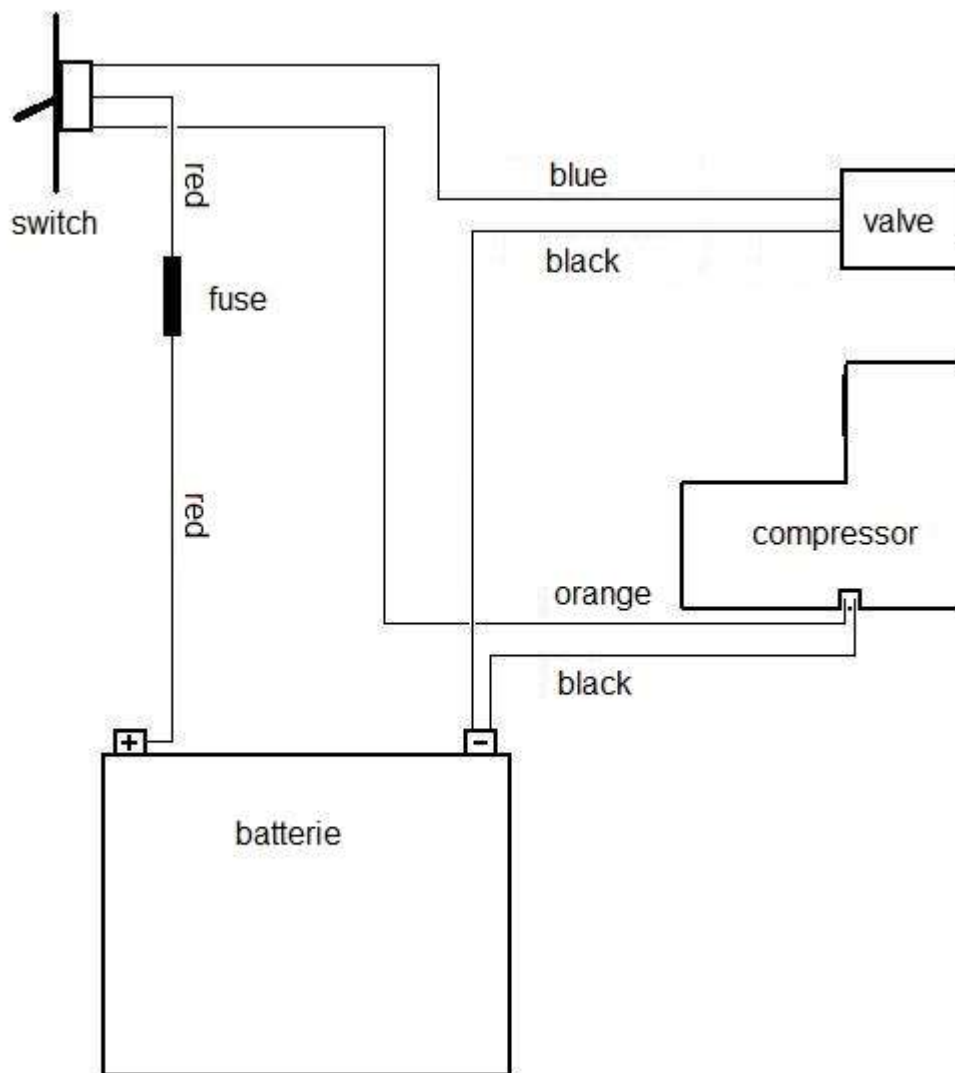 red
switch
blue
valve
black
fuse
red
compressor
orange
black
+
-
batterie